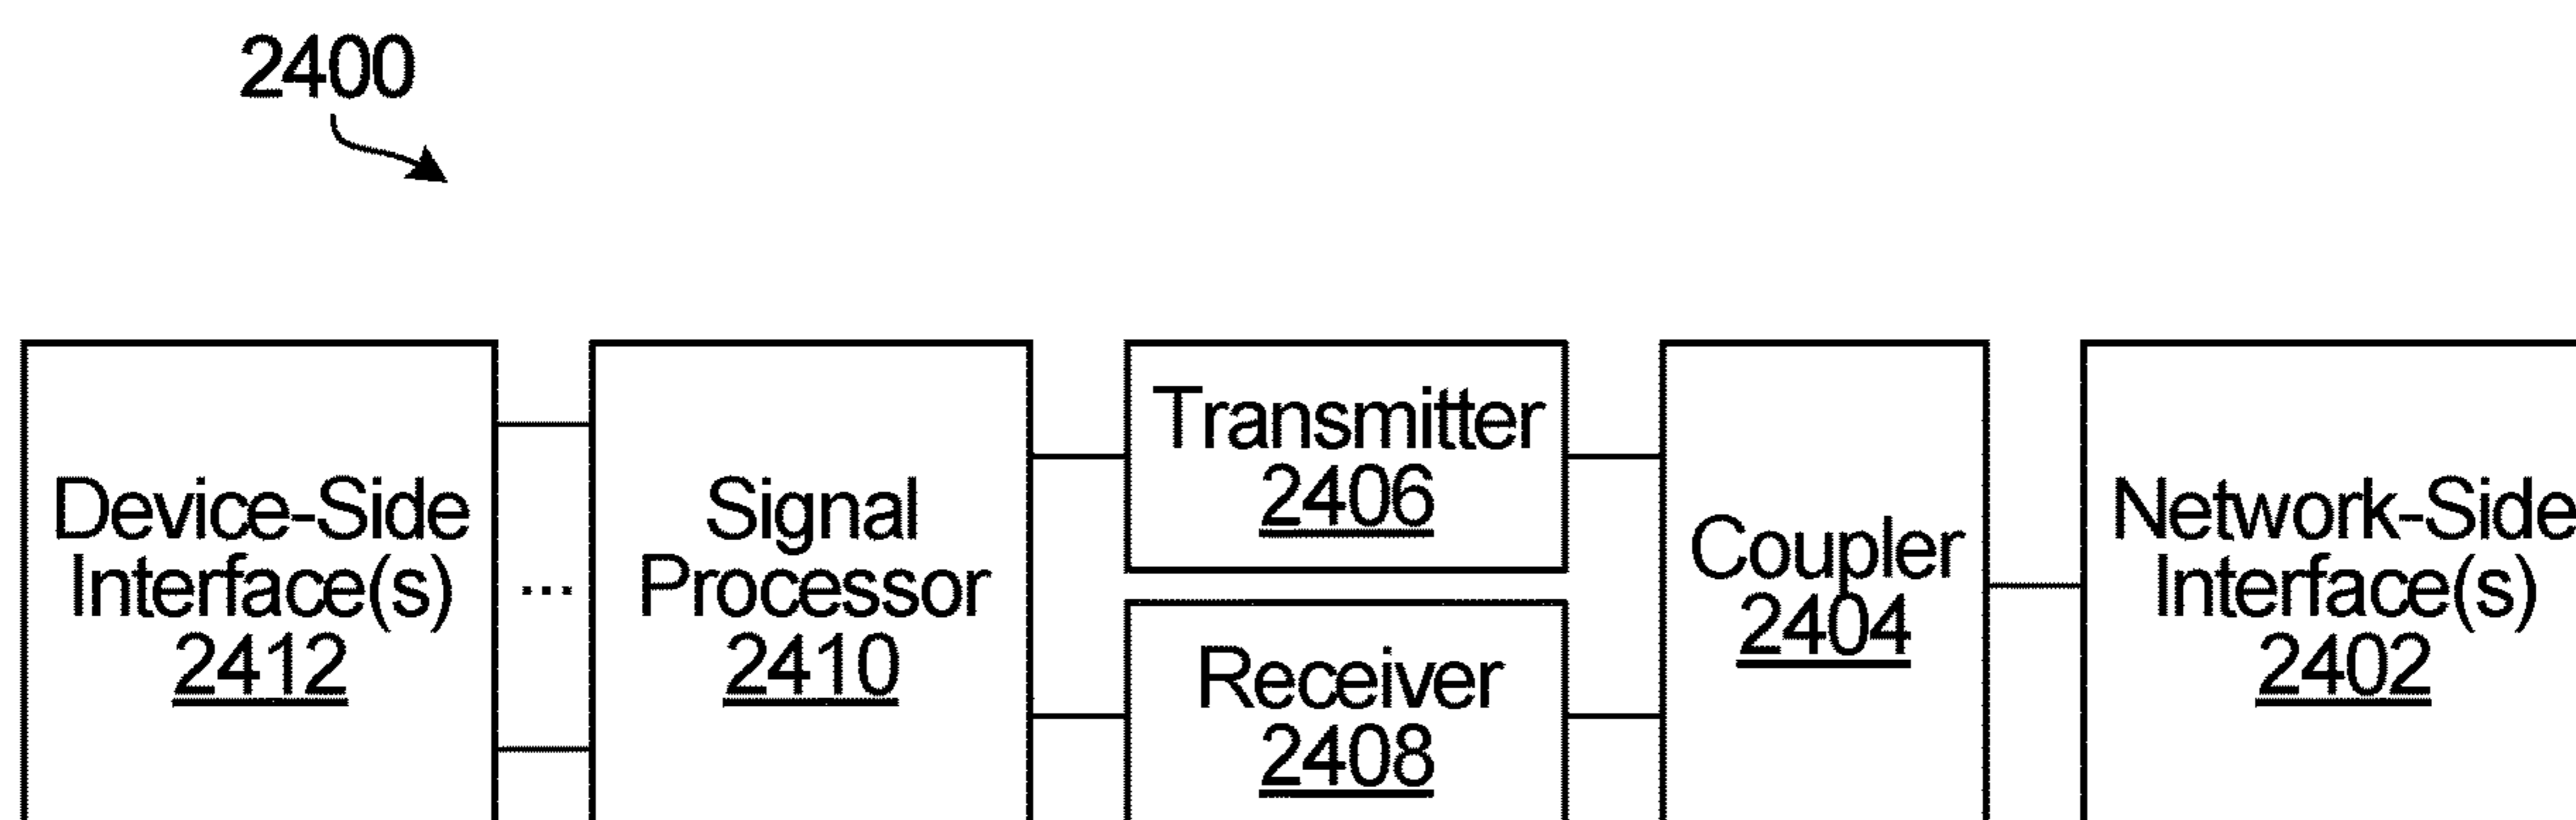 2400
Device-Side
Interface(s)
2412
...
Signal
Processor
2410
Transmitter
2406
Receiver
2408
Coupler
2404
Network-Side
Interface(s)
2402